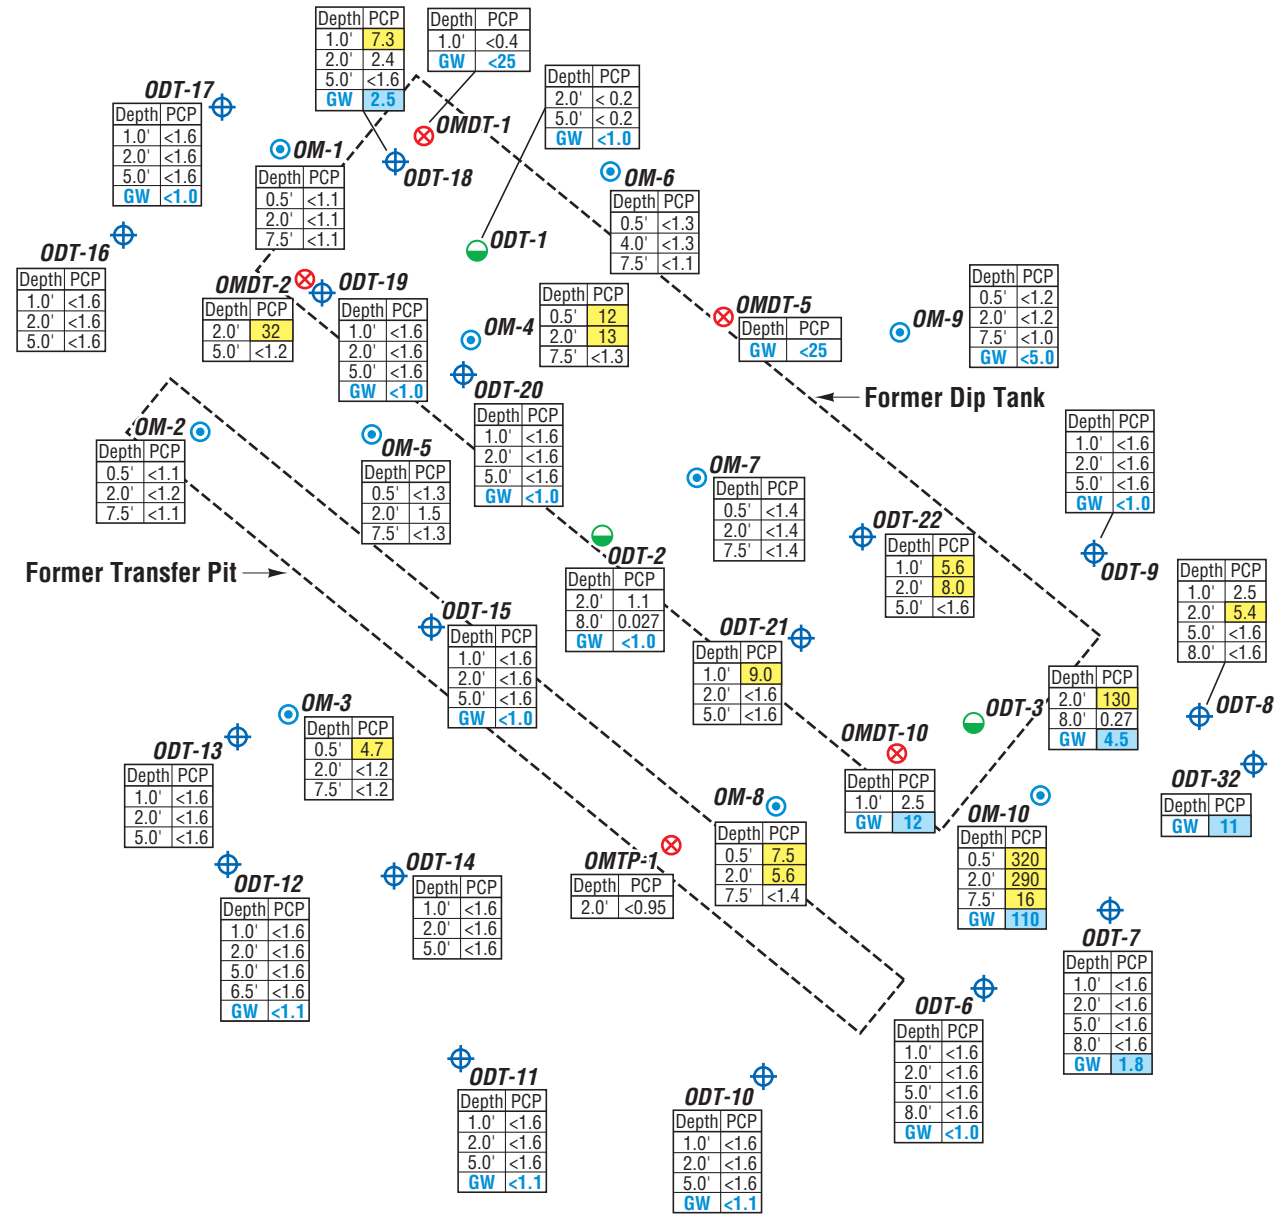 Depth PCP
1.0' 7.3
2.0' 2.4
5.0' <1.6
GW 2.5
ODT-18
Depth PCP
1.0' <0.4
GW <25
OMDT-1
Depth PCP
2.0' < 0.2
5.0' < 0.2
GW <1.0
ODT-1
ODT-17
Depth PCP
1.0' <1.6
2.0' <1.6
5.0' <1.6
GW <1.0
OM-1
Depth PCP
0.5' <1.1
2.0' <1.1
7.5' <1.1
OM-6
Depth PCP
0.5' <1.3
4.0' <1.3
7.5' <1.1
ODT-16
Depth PCP
1.0' <1.6
2.0' <1.6
5.0' <1.6
OMDT-2
Depth PCP
2.0' 32
5.0' <1.2
ODT-19
Depth PCP
1.0' <1.6
2.0' <1.6
5.0' <1.6
GW <1.0
OM-4
Depth PCP
0.5' 12
2.0' 13
7.5' <1.3
OMDT-5
Depth PCP
GW <25
OM-9
Depth PCP
0.5' <1.2
2.0' <1.2
7.5' <1.0
GW <5.0
Former Dip Tank
ODT-20
Depth PCP
1.0' <1.6
2.0' <1.6
5.0' <1.6
GW <1.0
OM-2
Depth PCP
0.5' <1.1
2.0' <1.2
7.5' <1.1
OM-5
Depth PCP
0.5' <1.3
2.0' 1.5
7.5' <1.3
OM-7
Depth PCP
0.5' <1.4
2.0' <1.4
7.5' <1.4
Depth PCP
1.0' <1.6
2.0' <1.6
5.0' <1.6
GW <1.0
ODT-9
ODT-22
Depth PCP
1.0' 5.6
2.0' 8.0
5.0' <1.6
Former Transfer Pit
ODT-2
Depth PCP
2.0' 1.1
8.0' 0.027
GW <1.0
Depth PCP
1.0' 2.5
2.0' 5.4
5.0' <1.6
8.0' <1.6
ODT-8
ODT-15
Depth PCP
1.0' <1.6
2.0' <1.6
5.0' <1.6
GW <1.0
ODT-21
Depth PCP
1.0' 9.0
2.0' <1.6
5.0' <1.6
ODT-3
Depth PCP
2.0' 130
8.0' 0.27
GW 4.5
OM-3
Depth PCP
0.5' 4.7
2.0' <1.2
7.5' <1.2
ODT-13
Depth PCP
1.0' <1.6
2.0' <1.6
5.0' <1.6
OMDT-10
Depth PCP
1.0' 2.5
GW 12
ODT-32
Depth PCP
GW 11
OM-8
Depth PCP
0.5' 7.5
2.0' 5.6
7.5' <1.4
OM-10
Depth PCP
0.5' 320
2.0' 290
7.5' 16
GW 110
OMTP-1
Depth PCP
2.0' <0.95
ODT-14
Depth PCP
1.0' <1.6
2.0' <1.6
5.0' <1.6
ODT-12
Depth PCP
1.0' <1.6
2.0' <1.6
5.0' <1.6
6.5' <1.6
GW <1.1
ODT-7
Depth PCP
1.0' <1.6
2.0' <1.6
5.0' <1.6
8.0' <1.6
GW 1.8
ODT-6
Depth PCP
1.0' <1.6
2.0' <1.6
5.0' <1.6
8.0' <1.6
GW <1.0
ODT-11
Depth PCP
1.0' <1.6
2.0' <1.6
5.0' <1.6
GW <1.1
ODT-10
Depth PCP
1.0' <1.6
2.0' <1.6
5.0' <1.6
GW <1.1